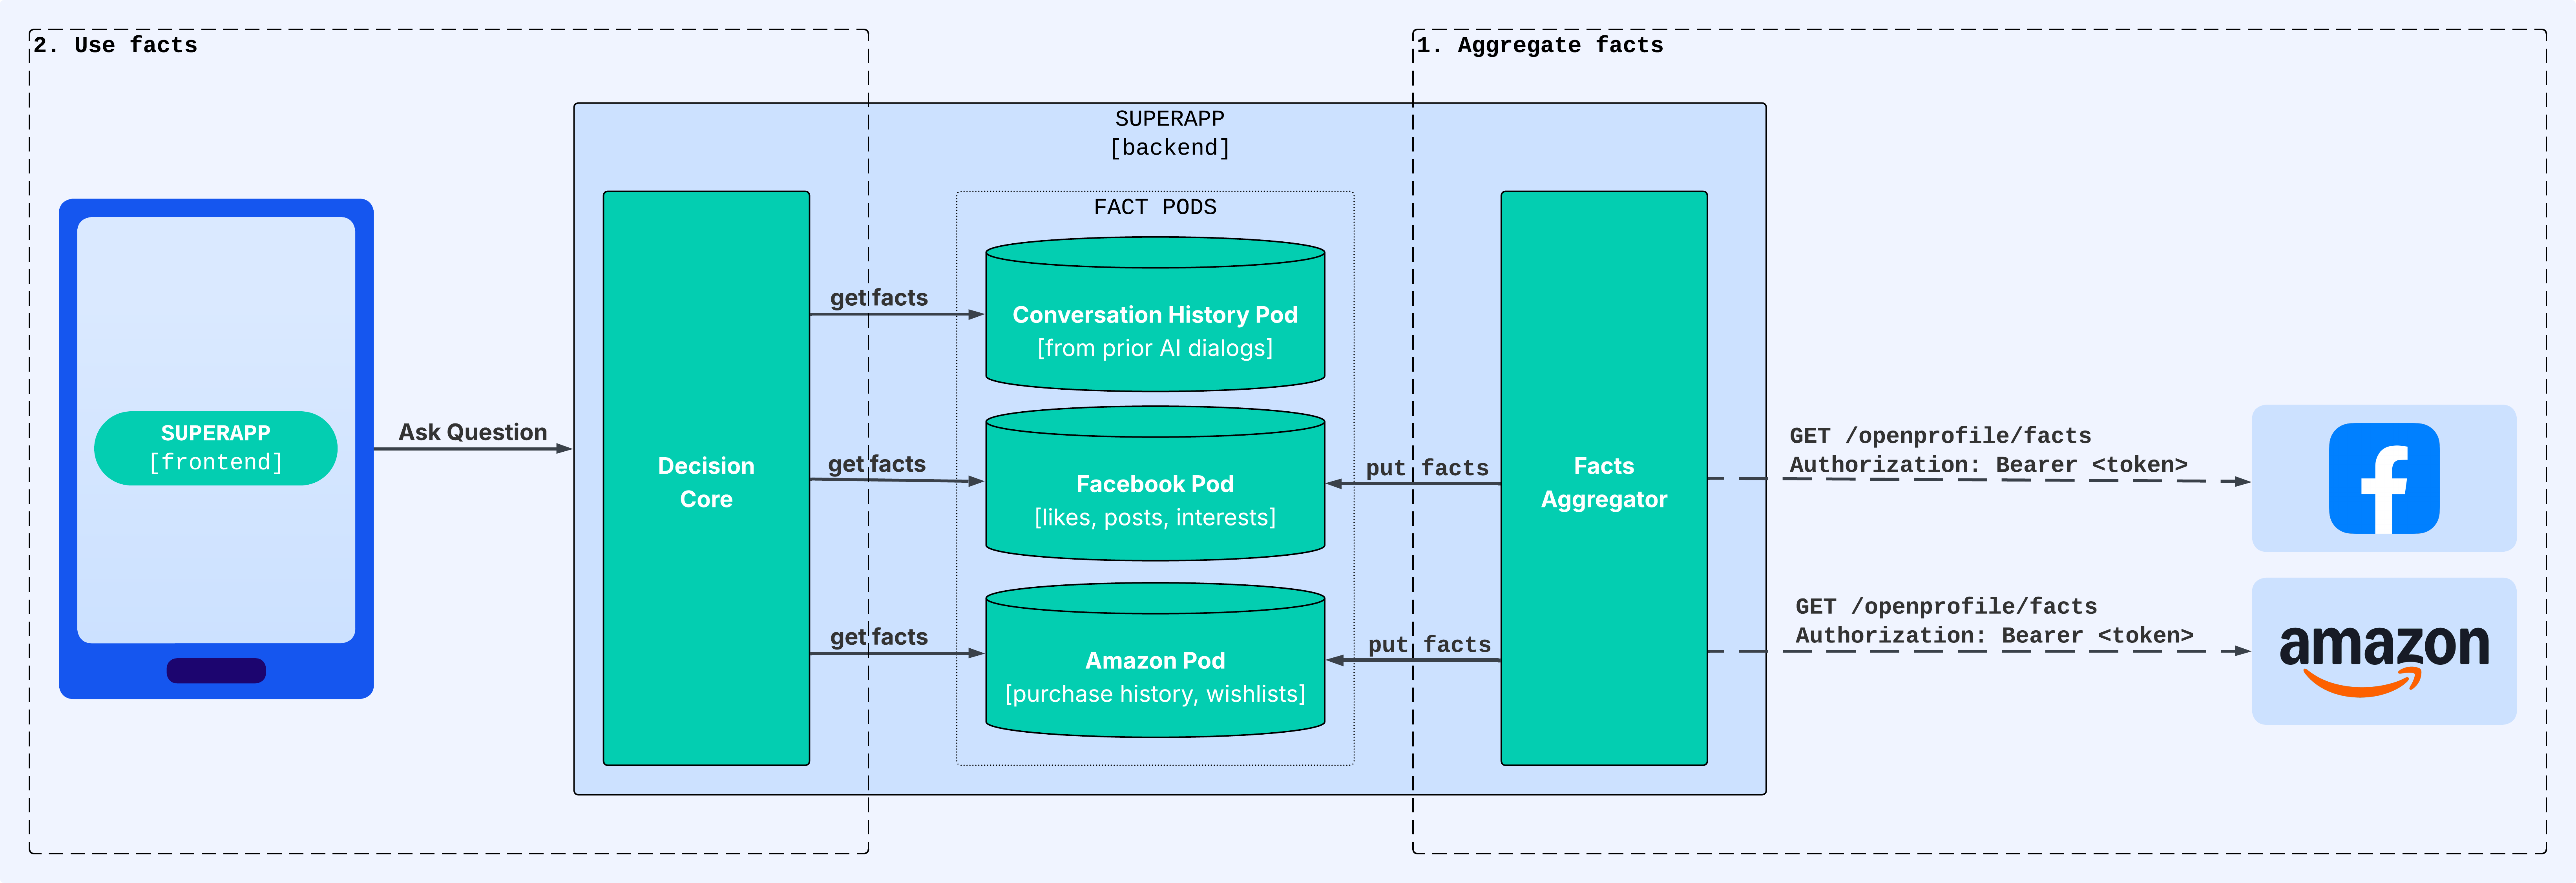 2. Use facts
1. Aggregate facts
SUPERAPP
[backend]
FACT PODS
SUPERAPP
[frontend]
Ask Question
Decision
Core
get facts
get facts
get facts
Conversation History Pod
[from prior AI dialogs]
Facebook Pod
[likes, posts, interests]
Amazon Pod
[purchase history, wishlists]
put facts
put facts
Facts
Aggregator
GET /openprofile/facts
Authorization: Bearer <token>
GET /openprofile/facts
Authorization: Bearer <token>
f
amazon